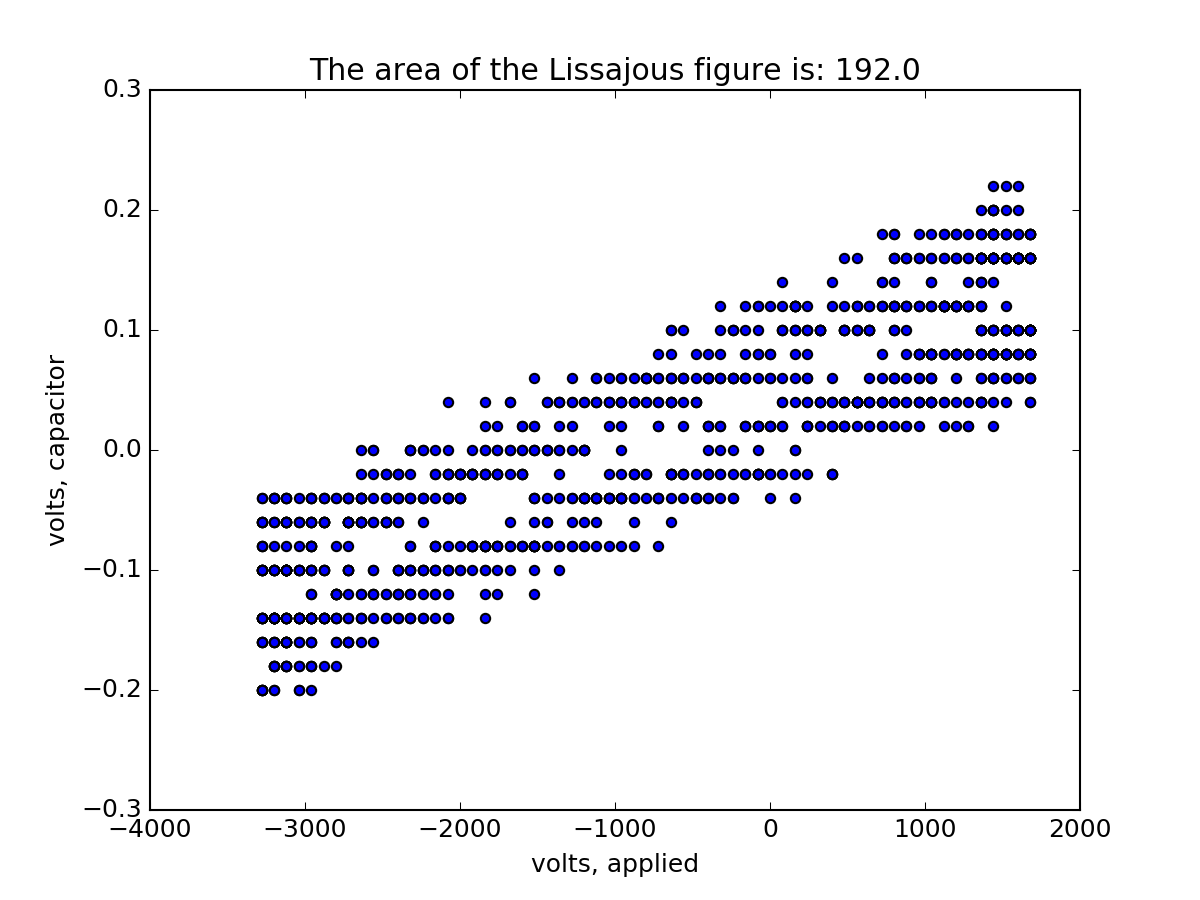 The area of the Lissajous figure is: 192.0
0.3
0.2
0.1
0.0
−0.1
−0.2
−0.3
volts, capacitor
−4000 −3000 −2000 −1000 0 1000 2000
volts, applied